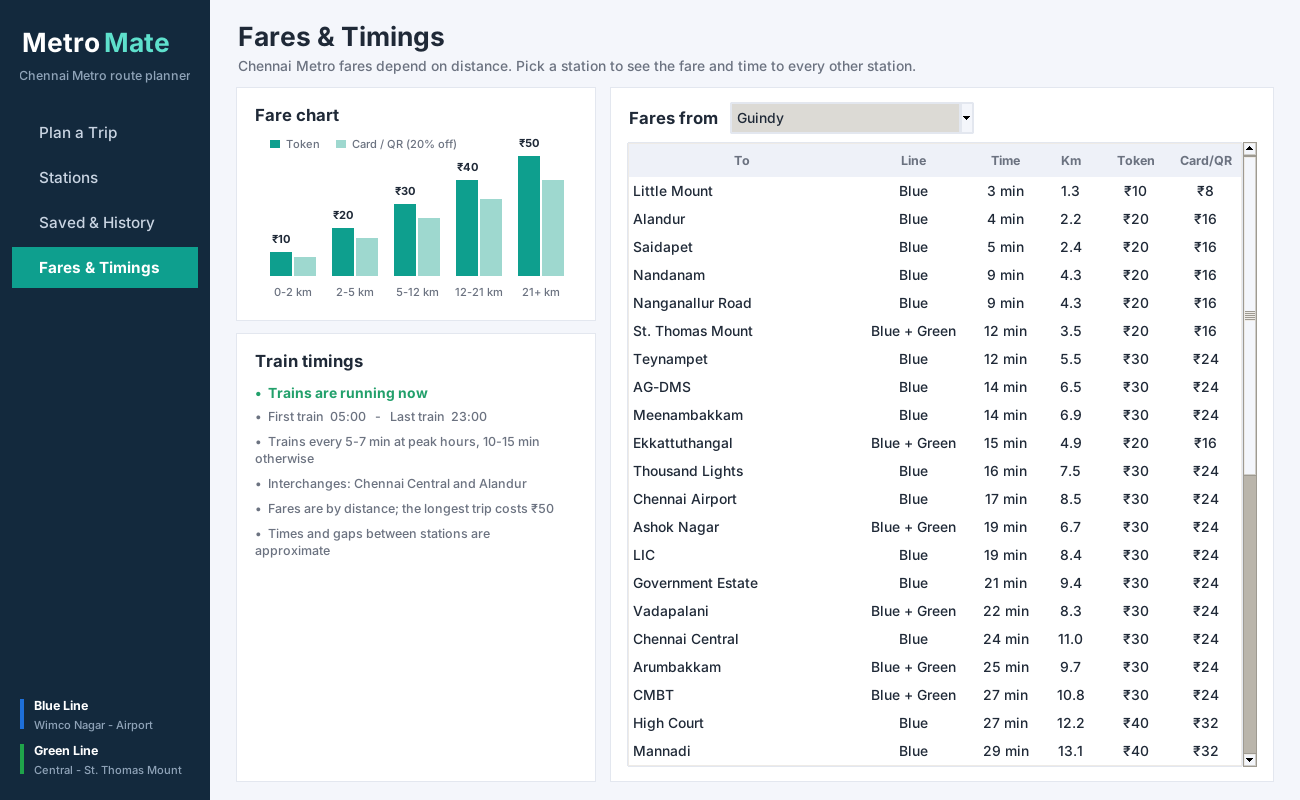 MetroMate
Chennai Metro route planner
Plan a Trip
Stations
Saved & History
Fares & Timings
Blue Line
Wimco Nagar - Airport
Green Line
Central - St. Thomas Mount
Fares & Timings
Chennai Metro fares depend on distance. Pick a station to see the fare and time to every other station.
Fare chart
Token Card / QR (20% off)
₹10 ₹20 ₹30 ₹40 ₹50
0-2 km 2-5 km 5-12 km 12-21 km 21+ km
Train timings
• Trains are running now
• First train 05:00 - Last train 23:00
• Trains every 5-7 min at peak hours, 10-15 min
otherwise
• Interchanges: Chennai Central and Alandur
• Fares are by distance; the longest trip costs ₹50
• Times and gaps between stations are
approximate
Fares from Guindy
To Line Time Km Token Card/QR
Little Mount Blue 3 min 1.3 ₹10 ₹8
Alandur Blue 4 min 2.2 ₹20 ₹16
Saidapet Blue 5 min 2.4 ₹20 ₹16
Nandanam Blue 9 min 4.3 ₹20 ₹16
Nanganallur Road Blue 9 min 4.3 ₹20 ₹16
St. Thomas Mount Blue + Green 12 min 3.5 ₹20 ₹16
Teynampet Blue 12 min 5.5 ₹30 ₹24
AG-DMS Blue 14 min 6.5 ₹30 ₹24
Meenambakkam Blue 14 min 6.9 ₹30 ₹24
Ekkattuthangal Blue + Green 15 min 4.9 ₹20 ₹16
Thousand Lights Blue 16 min 7.5 ₹30 ₹24
Chennai Airport Blue 17 min 8.5 ₹30 ₹24
Ashok Nagar Blue + Green 19 min 6.7 ₹30 ₹24
LIC Blue 19 min 8.4 ₹30 ₹24
Government Estate Blue 21 min 9.4 ₹30 ₹24
Vadapalani Blue + Green 22 min 8.3 ₹30 ₹24
Chennai Central Blue 24 min 11.0 ₹30 ₹24
Arumbakkam Blue + Green 25 min 9.7 ₹30 ₹24
CMBT Blue + Green 27 min 10.8 ₹30 ₹24
High Court Blue 27 min 12.2 ₹40 ₹32
Mannadi Blue 29 min 13.1 ₹40 ₹32